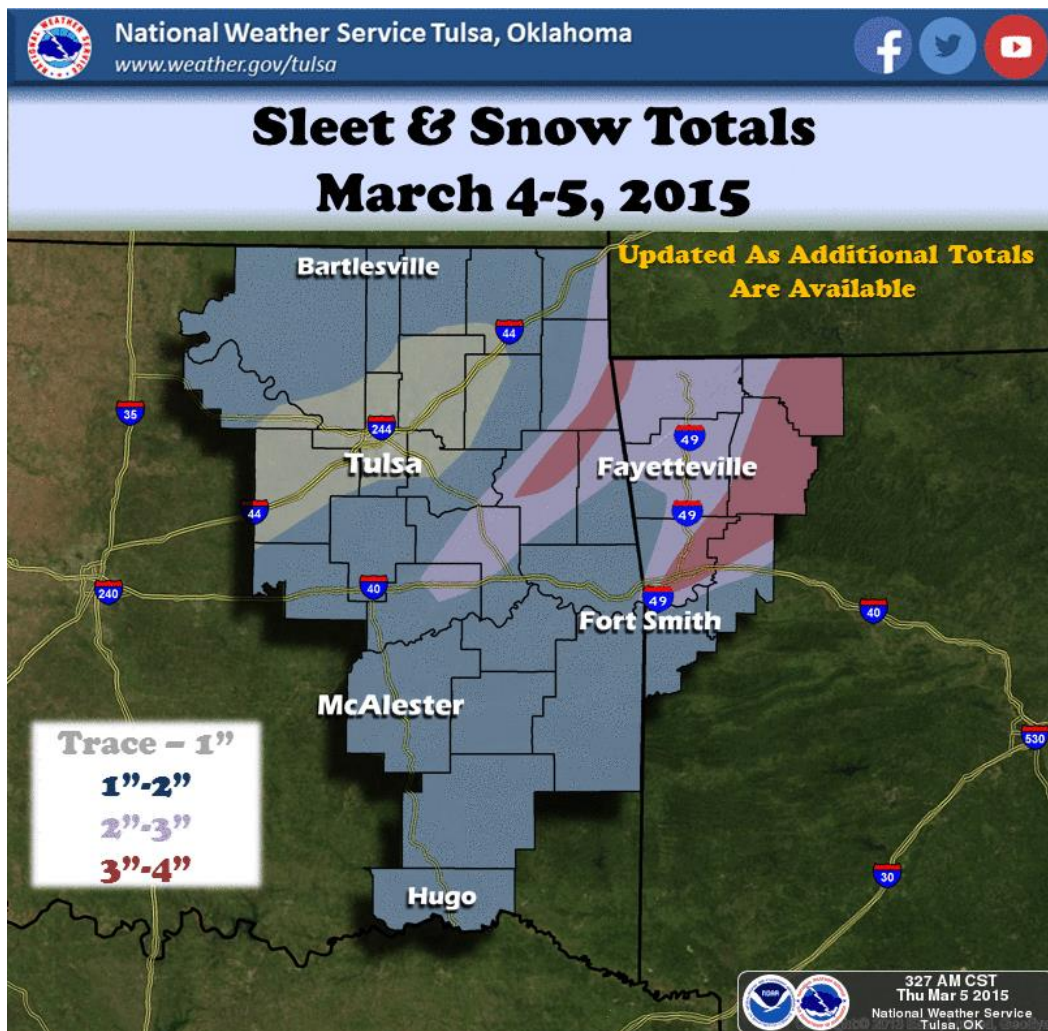 National Weather Service Tulsa, Oklahoma
www.weather.gov/tulsa
Sleet & Snow Totals
March 4-5, 2015
Updated As Additional Totals
Are Available
Bartlesville
44
35
244
49
Tulsa
Fayetteville
44
49
240
40
49
40
Fort Smith
McAlester
530
Trace – 1”
1”-2”
2”-3”
3”-4”
30
Hugo
327 AM CST
Thu Mar 5 2015
National Weather Service
Tulsa, OK